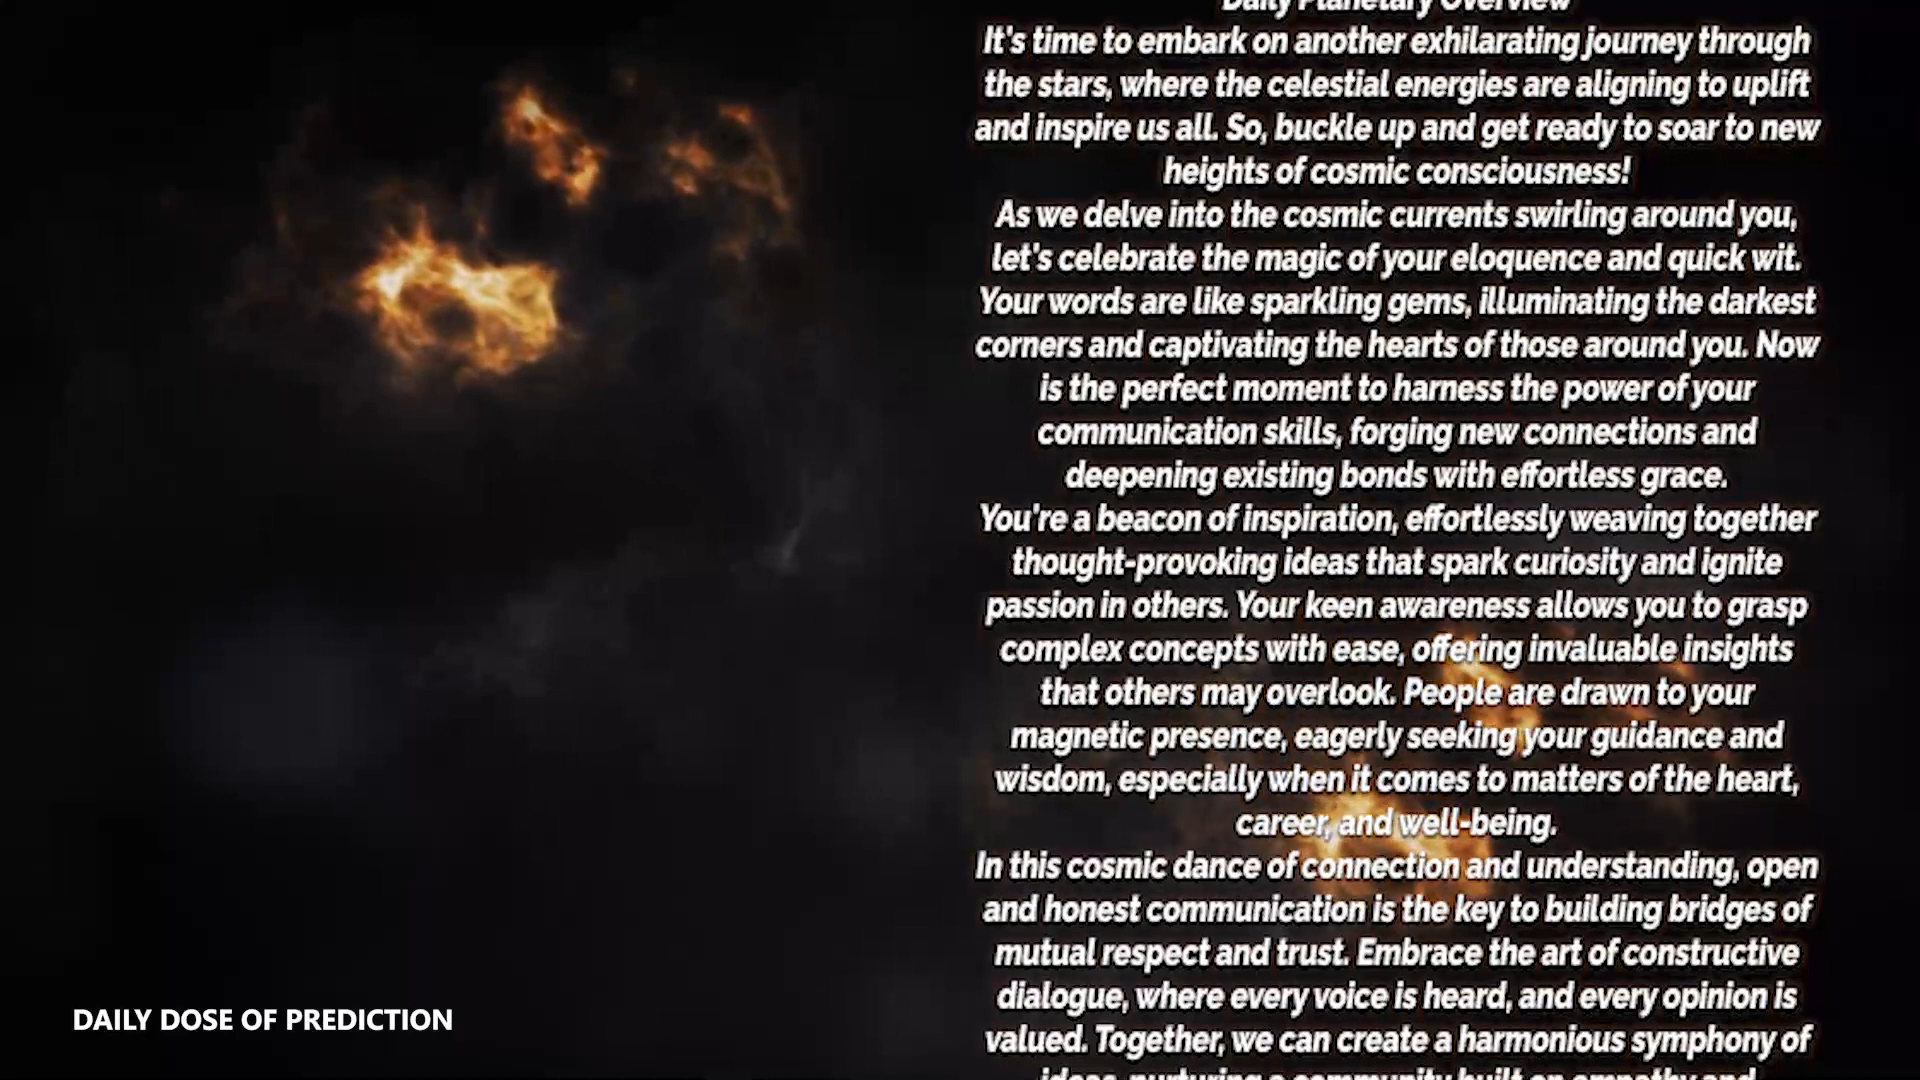 Daily Planetary Overview
It's time to embark on another exhilarating journey through
the stars, where the celestial energies are aligning to uplift
and inspire us all. So, buckle up and get ready to soar to new
heights of cosmic consciousness!
As we delve into the cosmic currents swirling around you,
let's celebrate the magic of your eloquence and quick wit.
Your words are like sparkling gems, illuminating the darkest
corners and captivating the hearts of those around you. Now
is the perfect moment to harness the power of your
communication skills, forging new connections and
deepening existing bonds with effortless grace.
You're a beacon of inspiration, effortlessly weaving together
thought-provoking ideas that spark curiosity and ignite
passion in others. Your keen awareness allows you to grasp
complex concepts with ease, offering invaluable insights
that others may overlook. People are drawn to your
magnetic presence, eagerly seeking your guidance and
wisdom, especially when it comes to matters of the heart,
career, and well-being.
In this cosmic dance of connection and understanding, open
and honest communication is the key to building bridges of
mutual respect and trust. Embrace the art of constructive
dialogue, where every voice is heard, and every opinion is
valued. Together, we can create a harmonious symphony of
ideas, nurturing a community built on empathy and
DAILY DOSE OF PREDICTION